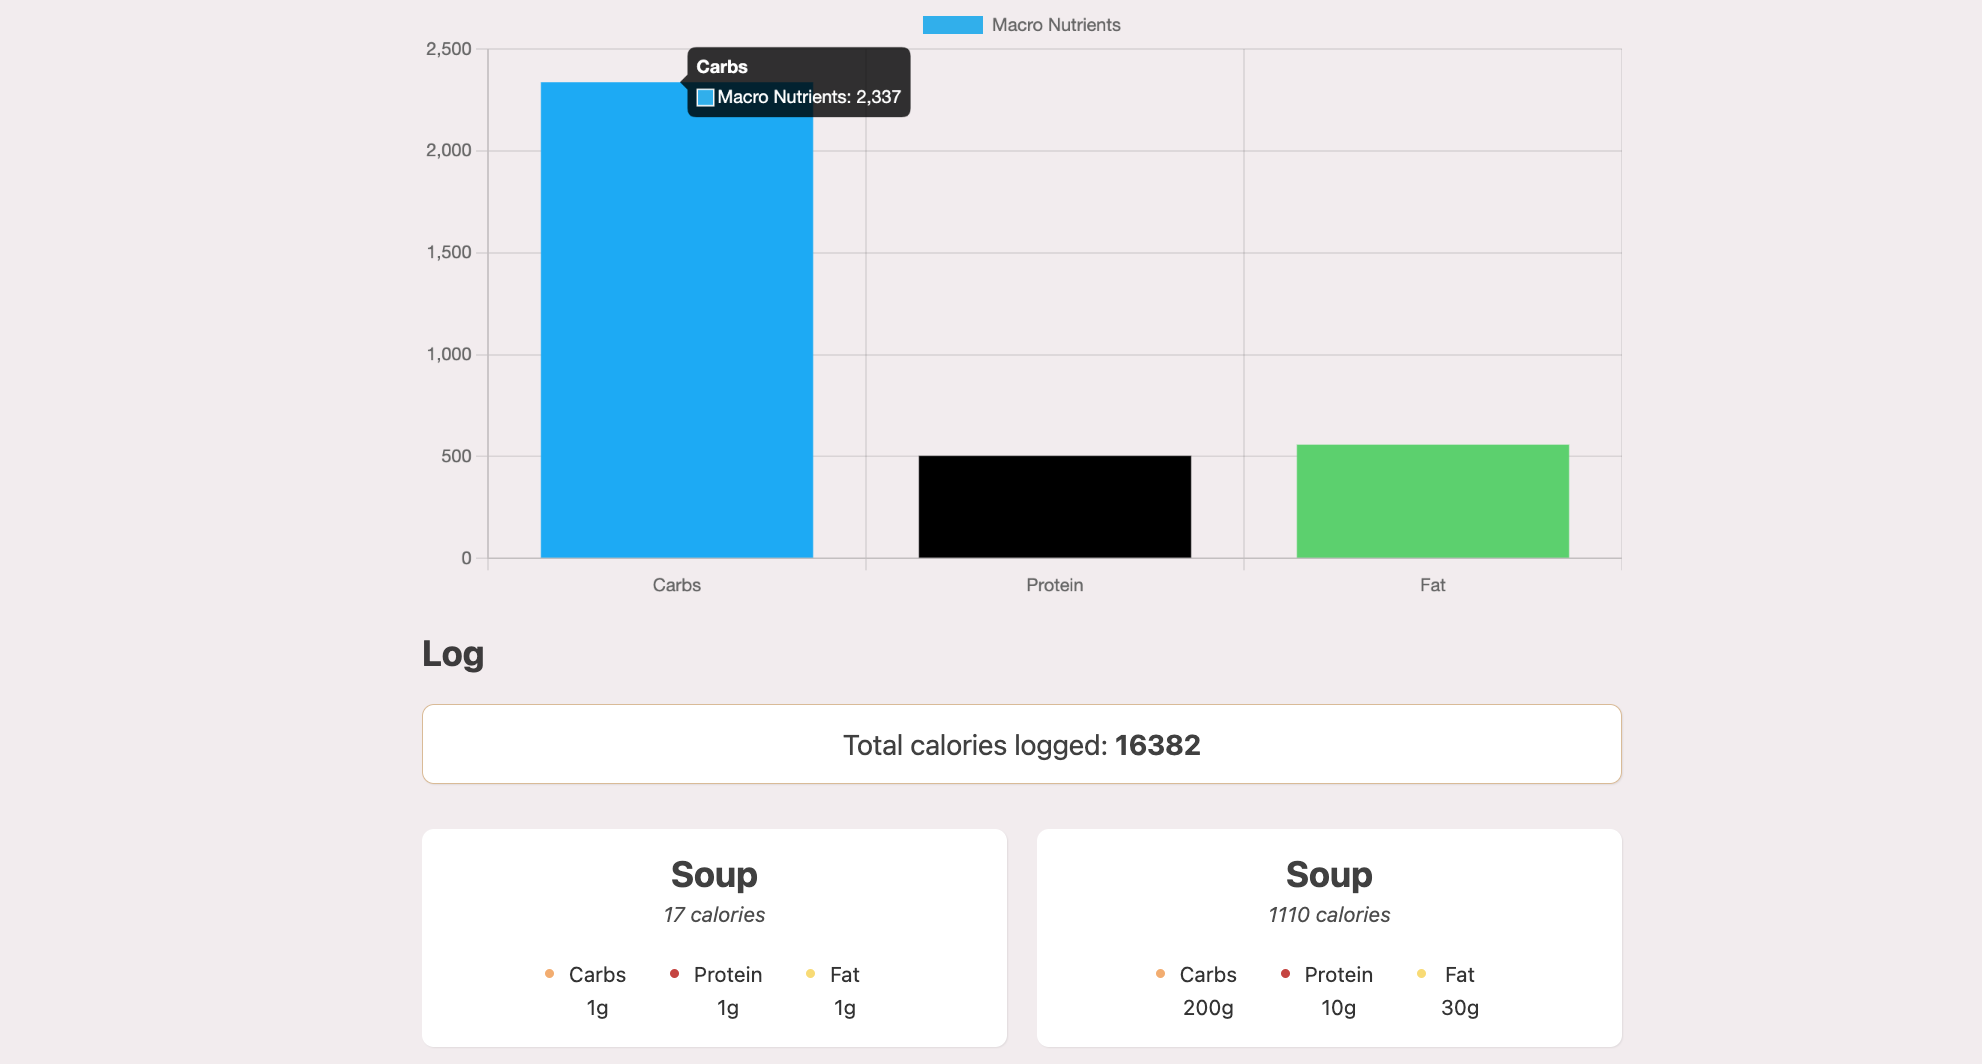 Macro Nutrients
2,500
Carbs
Macro Nutrients: 2,337
2,000
1,500
1,000
500
0
Carbs Protein Fat
Log
Total calories logged: 16382
Soup
17 calories
Carbs Protein Fat
1g 1g 1g
Soup
1110 calories
Carbs Protein Fat
200g 10g 30g